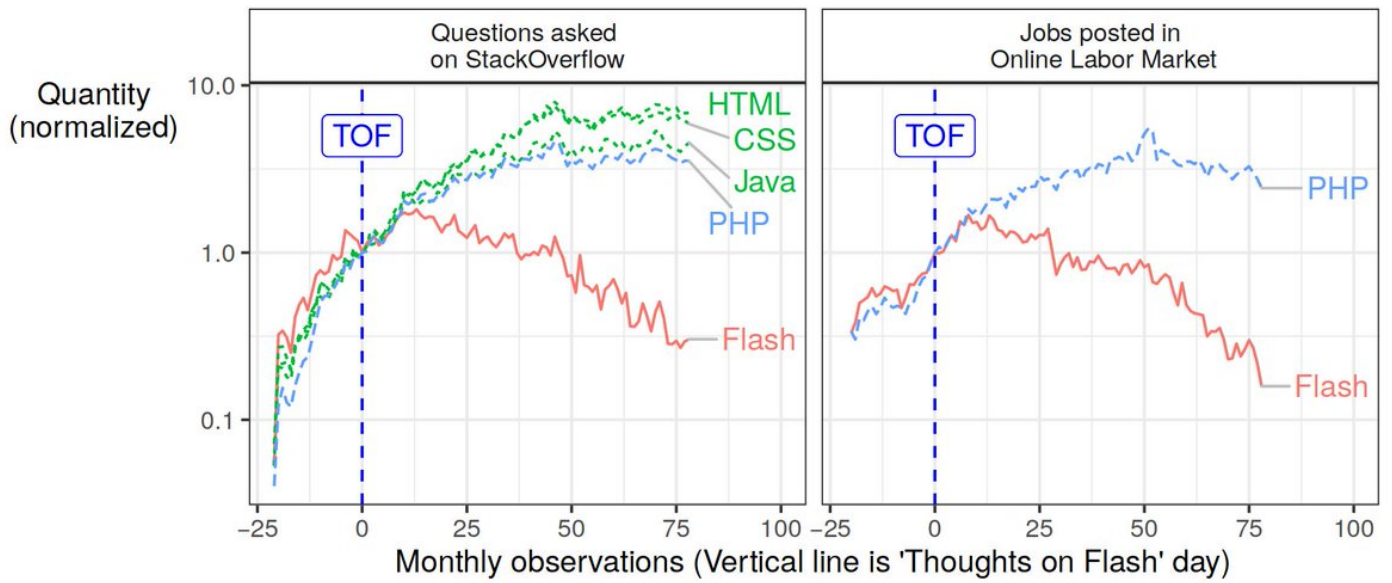 Questions asked
on StackOverflow
Jobs posted in
Online Labor Market
Quantity
(normalized)
10.0
1.0
0.1
TOF
HTML
CSS
Java
PHP
Flash
TOF
PHP
Flash
−25 0 25 50 75 100
−25 0 25 50 75 100
Monthly observations (Vertical line is 'Thoughts on Flash' day)